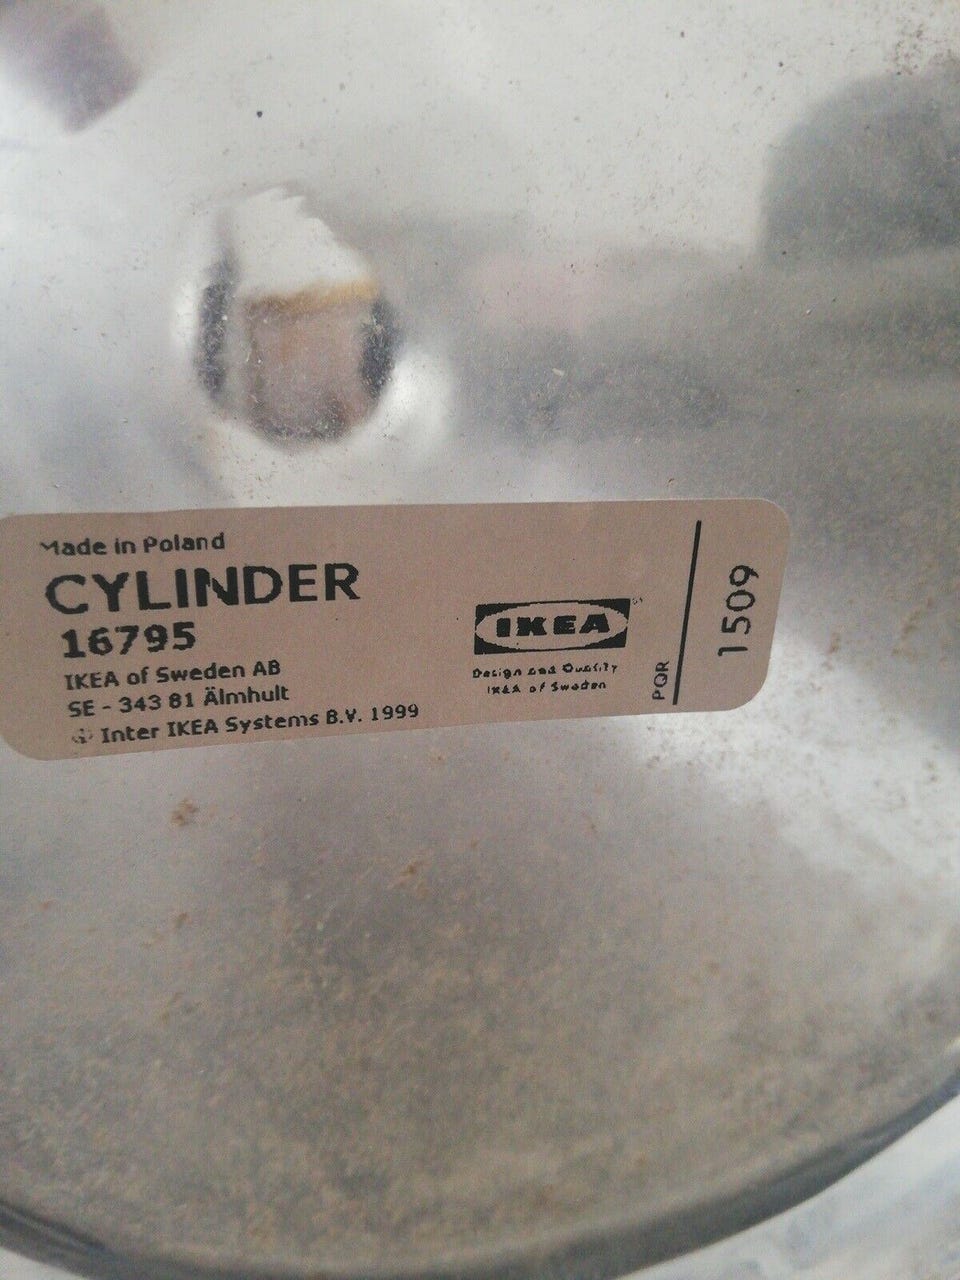 Made in Poland
CYLINDER
16795
IKEA of Sweden AB
SE - 343 81 Älmhult
© Inter IKEA Systems B.V. 1999
IKEA
Design and Quality
IKEA of Sweden
PQR
1509